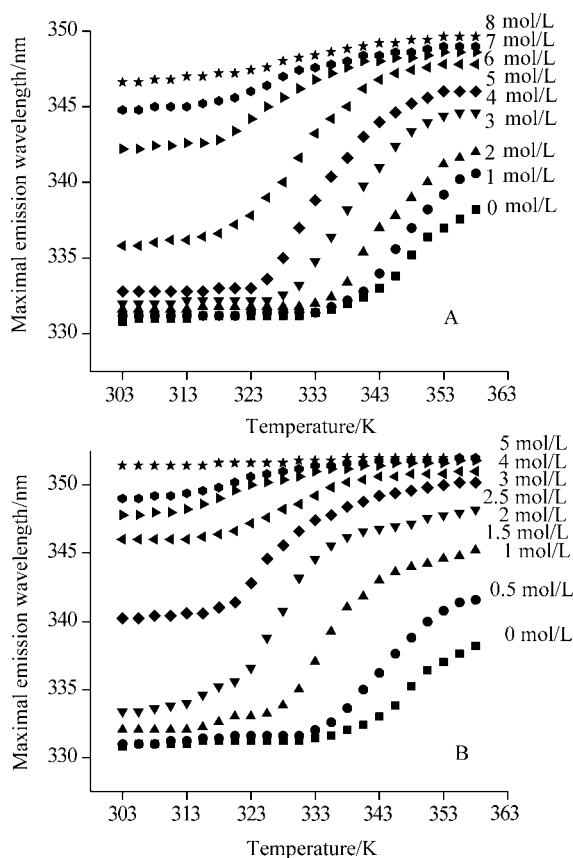 350
345
340
335
330
Maximal emission wavelength/nm
8 mol/L
7 mol/L
6 mol/L
5 mol/L
4 mol/L
3 mol/L
2 mol/L
1 mol/L
0 mol/L
A
303 313 323 333 343 353 363
Temperature/K
350
345
340
335
330
Maximal emission wavelength/nm
5 mol/L
4 mol/L
3 mol/L
2.5 mol/L
2 mol/L
1.5 mol/L
1 mol/L
0.5 mol/L
0 mol/L
B
303 313 323 333 343 353 363
Temperature/K